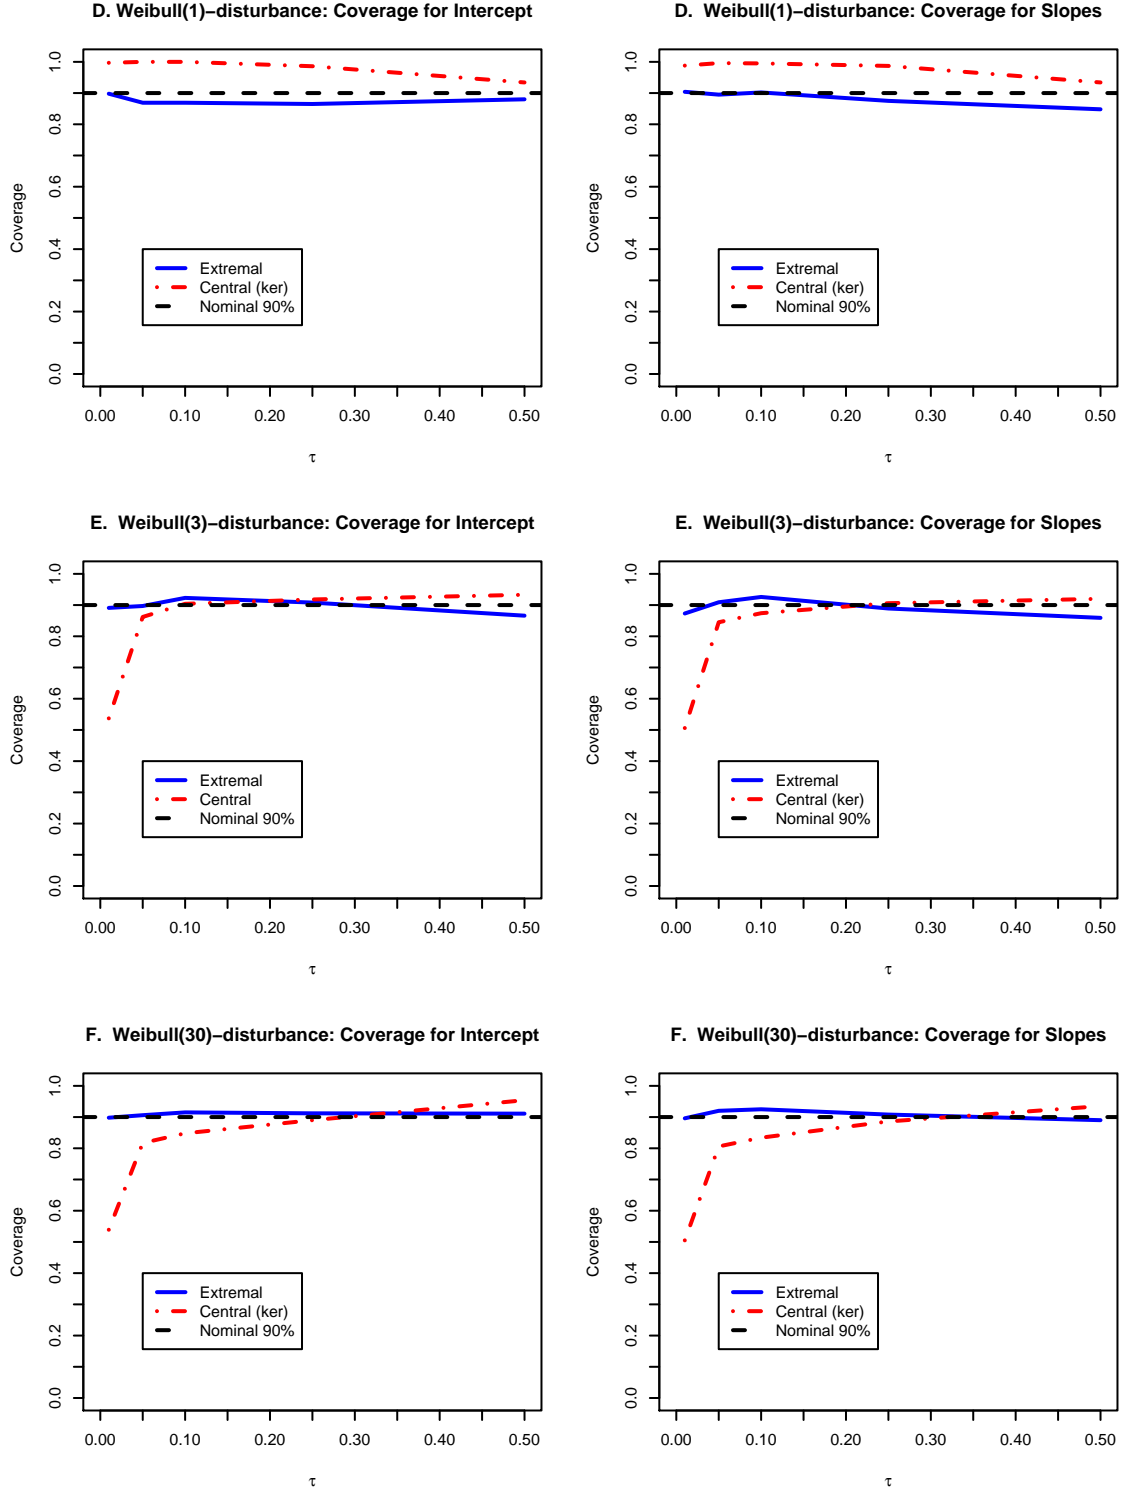 D. Weibull(1)−disturbance: Coverage for Intercept
Coverage
0.0 0.2 0.4 0.6 0.8 1.0
Extremal
Central (ker)
Nominal 90%
0.00 0.10 0.20 0.30 0.40 0.50
τ
D. Weibull(1)−disturbance: Coverage for Slopes
Coverage
0.0 0.2 0.4 0.6 0.8 1.0
Extremal
Central (ker)
Nominal 90%
0.00 0.10 0.20 0.30 0.40 0.50
τ
E. Weibull(3)−disturbance: Coverage for Intercept
Coverage
0.0 0.2 0.4 0.6 0.8 1.0
Extremal
Central
Nominal 90%
0.00 0.10 0.20 0.30 0.40 0.50
τ
E. Weibull(3)−disturbance: Coverage for Slopes
Coverage
0.0 0.2 0.4 0.6 0.8 1.0
Extremal
Central (ker)
Nominal 90%
0.00 0.10 0.20 0.30 0.40 0.50
τ
F. Weibull(30)−disturbance: Coverage for Intercept
Coverage
0.0 0.2 0.4 0.6 0.8 1.0
Extremal
Central (ker)
Nominal 90%
0.00 0.10 0.20 0.30 0.40 0.50
τ
F. Weibull(30)−disturbance: Coverage for Slopes
Coverage
0.0 0.2 0.4 0.6 0.8 1.0
Extremal
Central (ker)
Nominal 90%
0.00 0.10 0.20 0.30 0.40 0.50
τ